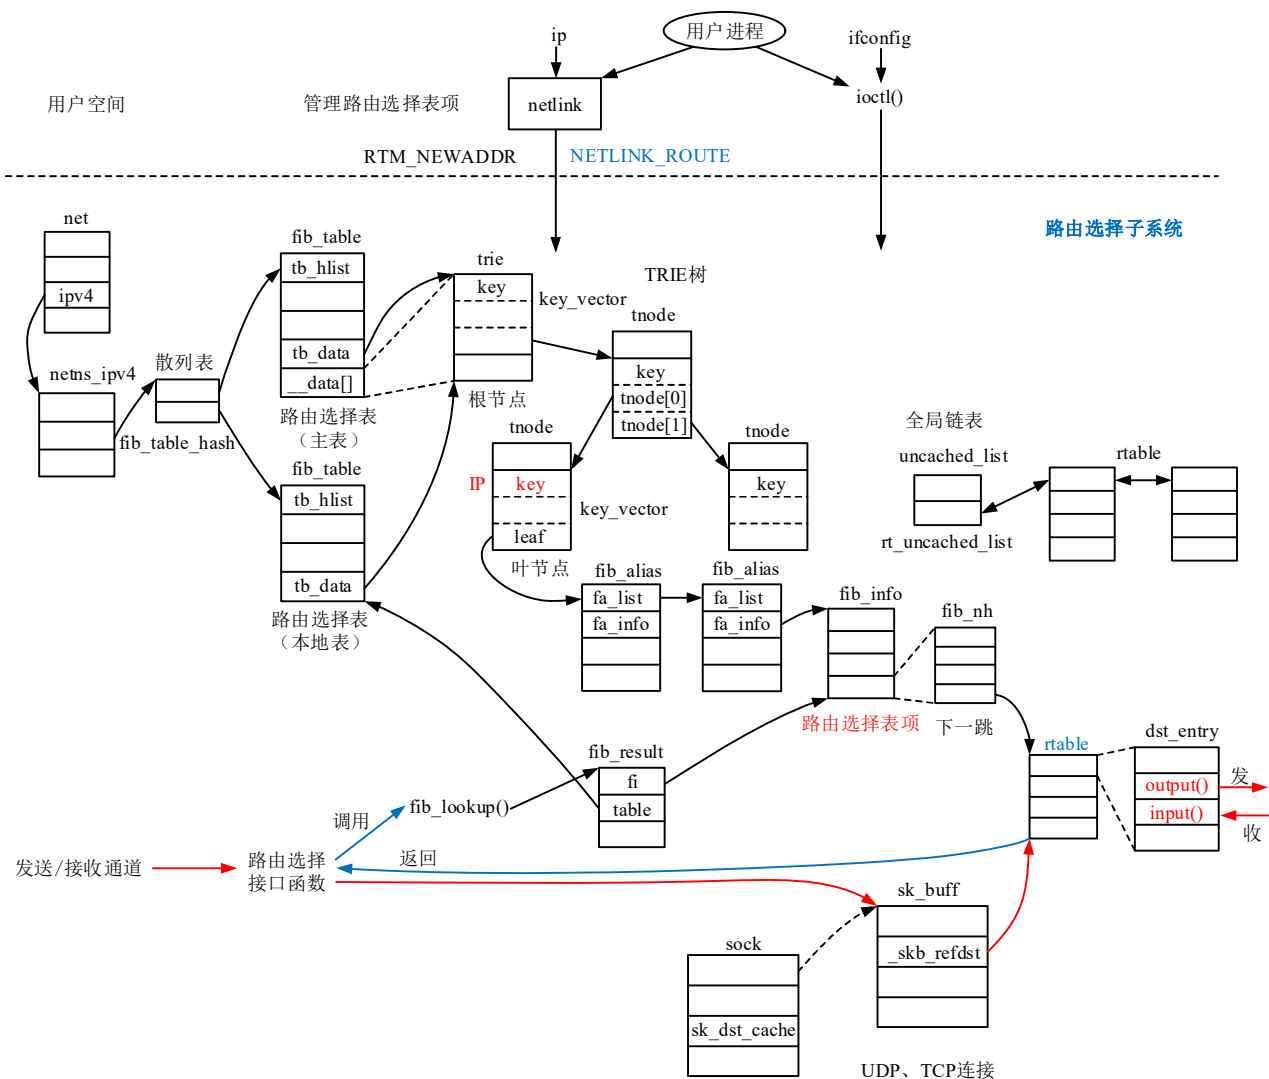 ip
用户进程
ifconfig
用户空间
管理路由选择表项
netlink
ioctl()
RTM_NEWADDR
NETLINK_ROUTE
路由选择子系统
net
ipv4
netns_ipv4
散列表
fib_table_hash
fib_table
tb_hlist
tb_data
__data[]
路由选择表
（主表）
fib_table
tb_hlist
tb_data
路由选择表
（本地表）
trie
key
key_vector
根节点
TRIE树
tnode
key
tnode[0]
tnode[1]
tnode
IP
key
key_vector
leaf
叶节点
tnode
key
全局链表
uncached_list
rt_uncached_list
rtable
fib_alias
fa_list
fa_info
fib_alias
fa_list
fa_info
fib_info
路由选择表项
fib_nh
下一跳
rtable
dst_entry
output()
input()
发
收
fib_result
fi
table
fib_lookup()
调用
返回
发送/接收通道
路由选择
接口函数
sk_buff
_skb_refdst
sock
sk_dst_cache
UDP、TCP连接